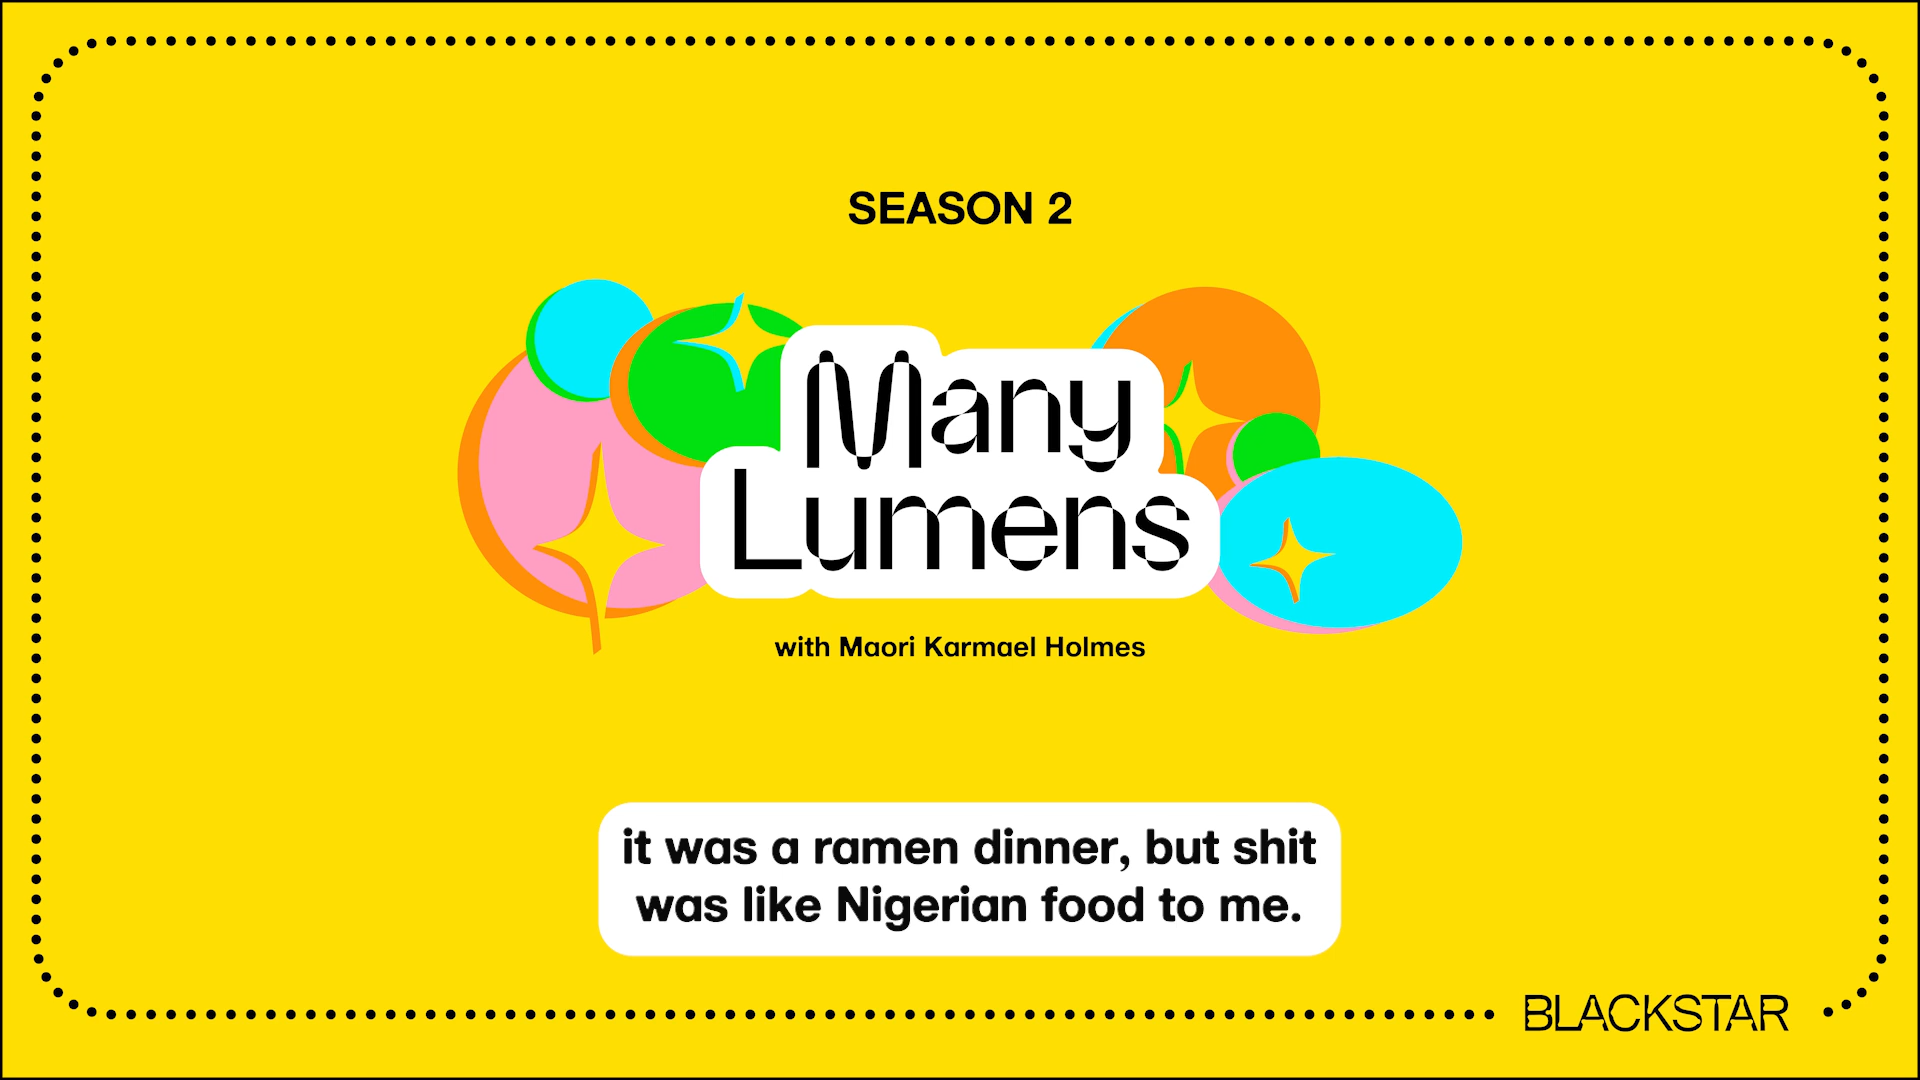 SEASON 2
Many
Lumens
with Maori Karmael Holmes
it was a ramen dinner, but shit
was like Nigerian food to me.
BLACKSTAR